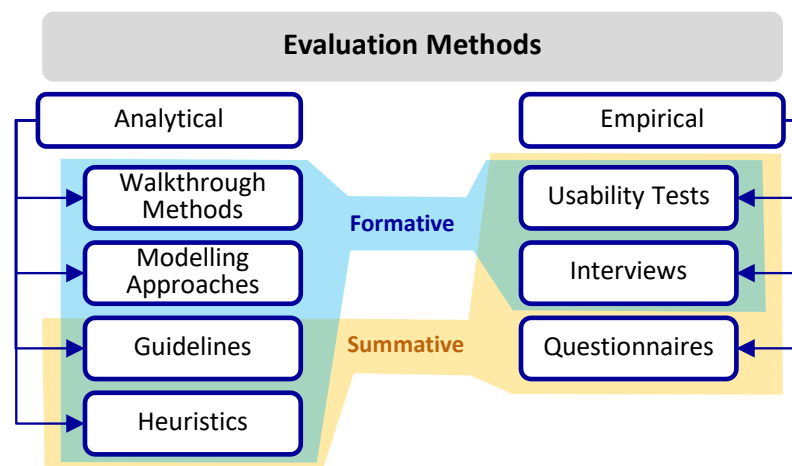 Evaluation Methods
Analytical
Empirical
Walkthrough
Methods
Usability Tests
Formative
Modelling
Approaches
Interviews
Guidelines
Summative
Questionnaires
Heuristics